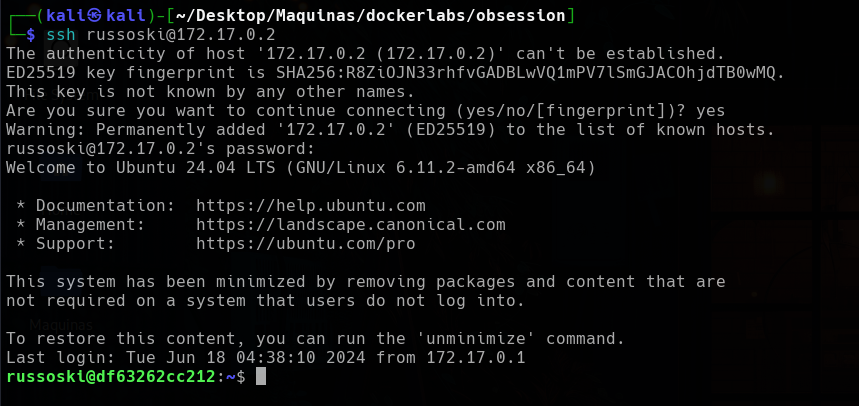 ┌──(kali㉿kali)-[~/Desktop/Maquinas/dockerlabs/obsession]
└─$ ssh russoski@172.17.0.2
The authenticity of host '172.17.0.2 (172.17.0.2)' can't be established.
ED25519 key fingerprint is SHA256:R8ZiOJN33rhfvGADBLwVQ1mPV7lSmGJACOhjdTB0wMQ.
This key is not known by any other names.
Are you sure you want to continue connecting (yes/no/[fingerprint])? yes
Warning: Permanently added '172.17.0.2' (ED25519) to the list of known hosts.
russoski@172.17.0.2's password:
Welcome to Ubuntu 24.04 LTS (GNU/Linux 6.11.2-amd64 x86_64)
* Documentation:  https://help.ubuntu.com
* Management:     https://landscape.canonical.com
* Support:        https://ubuntu.com/pro
This system has been minimized by removing packages and content that are
not required on a system that users do not log into.
Maquinas
To restore this content, you can run the 'unminimize' command.
Last login: Tue Jun 18 04:38:10 2024 from 172.17.0.1
russoski@df63262cc212:~$